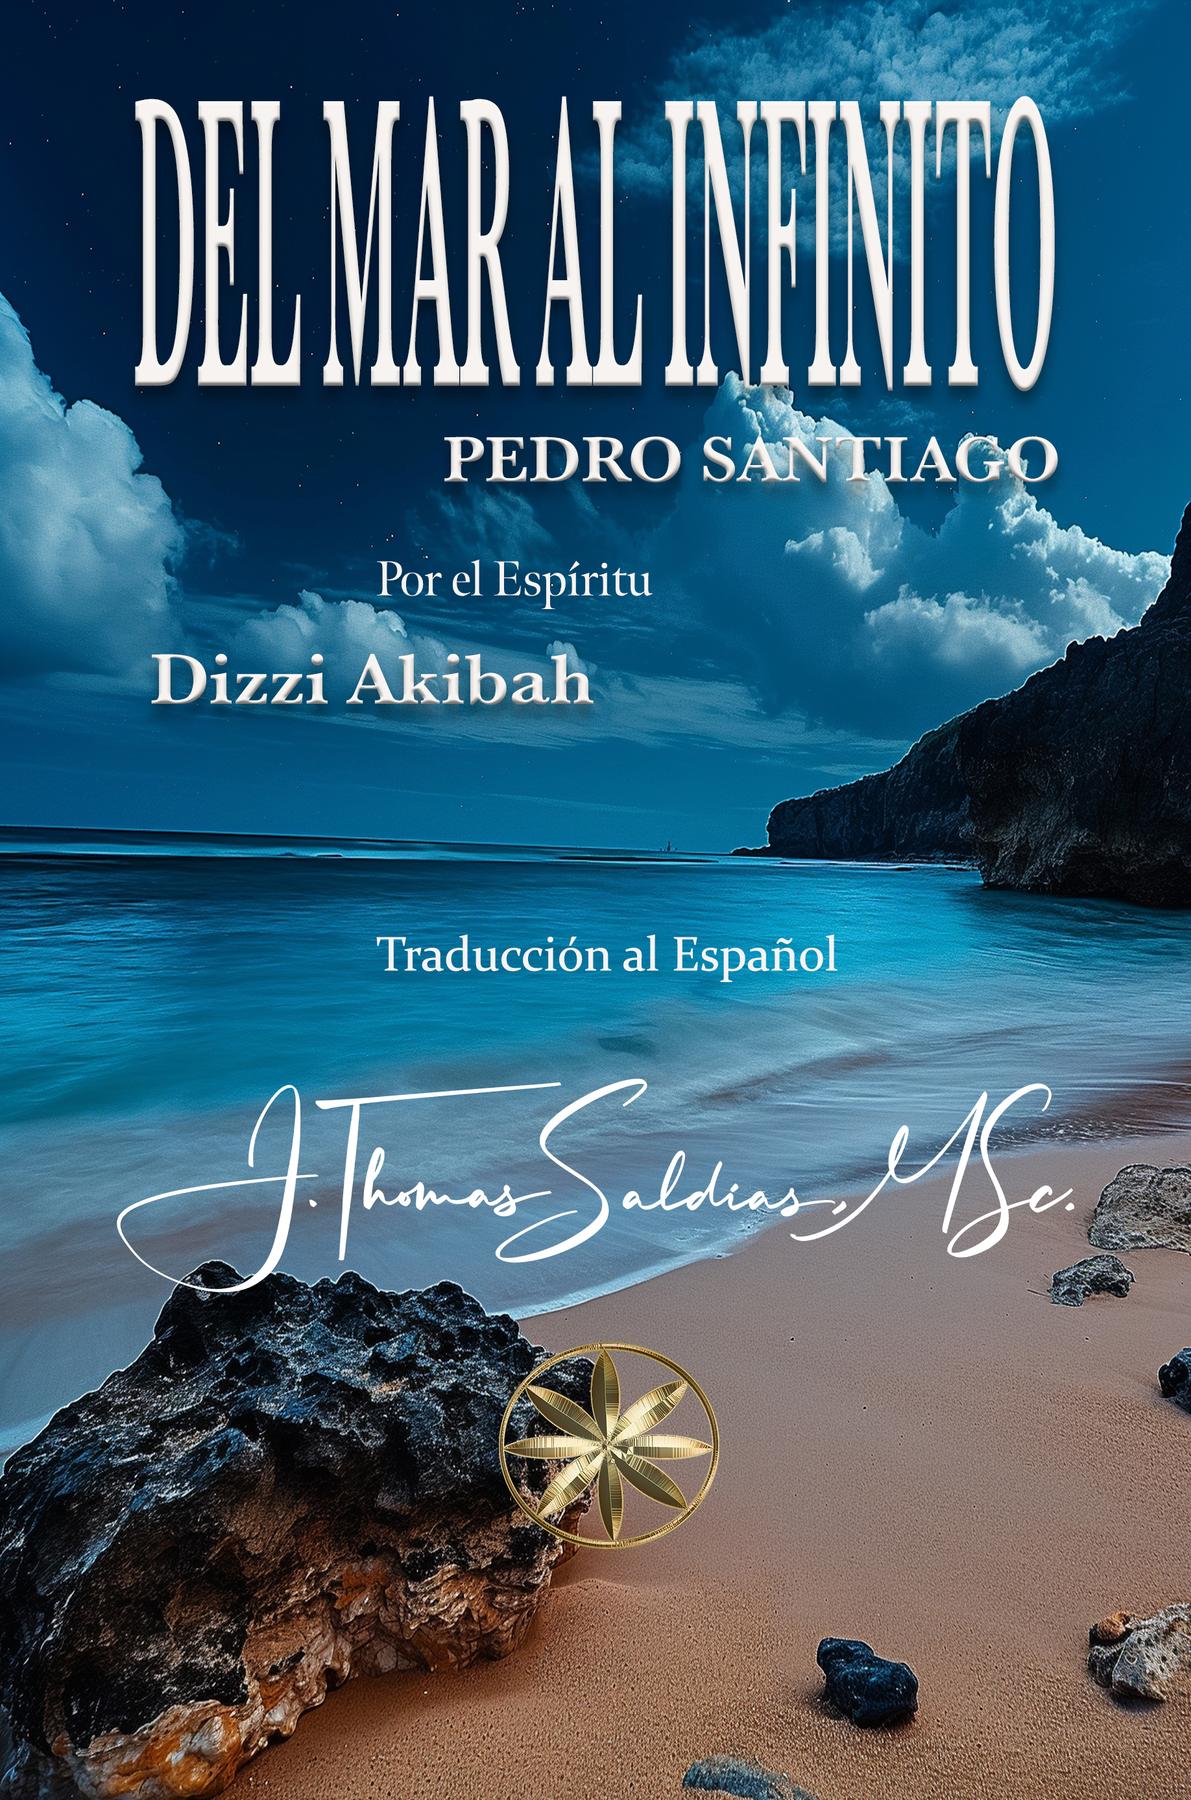 DEL MAR AL INFINITO
PEDRO SANTIAGO
Por el Espíritu
Dizzi Akibah
Traducción al Español
J. Thomas Saldias, MSc.